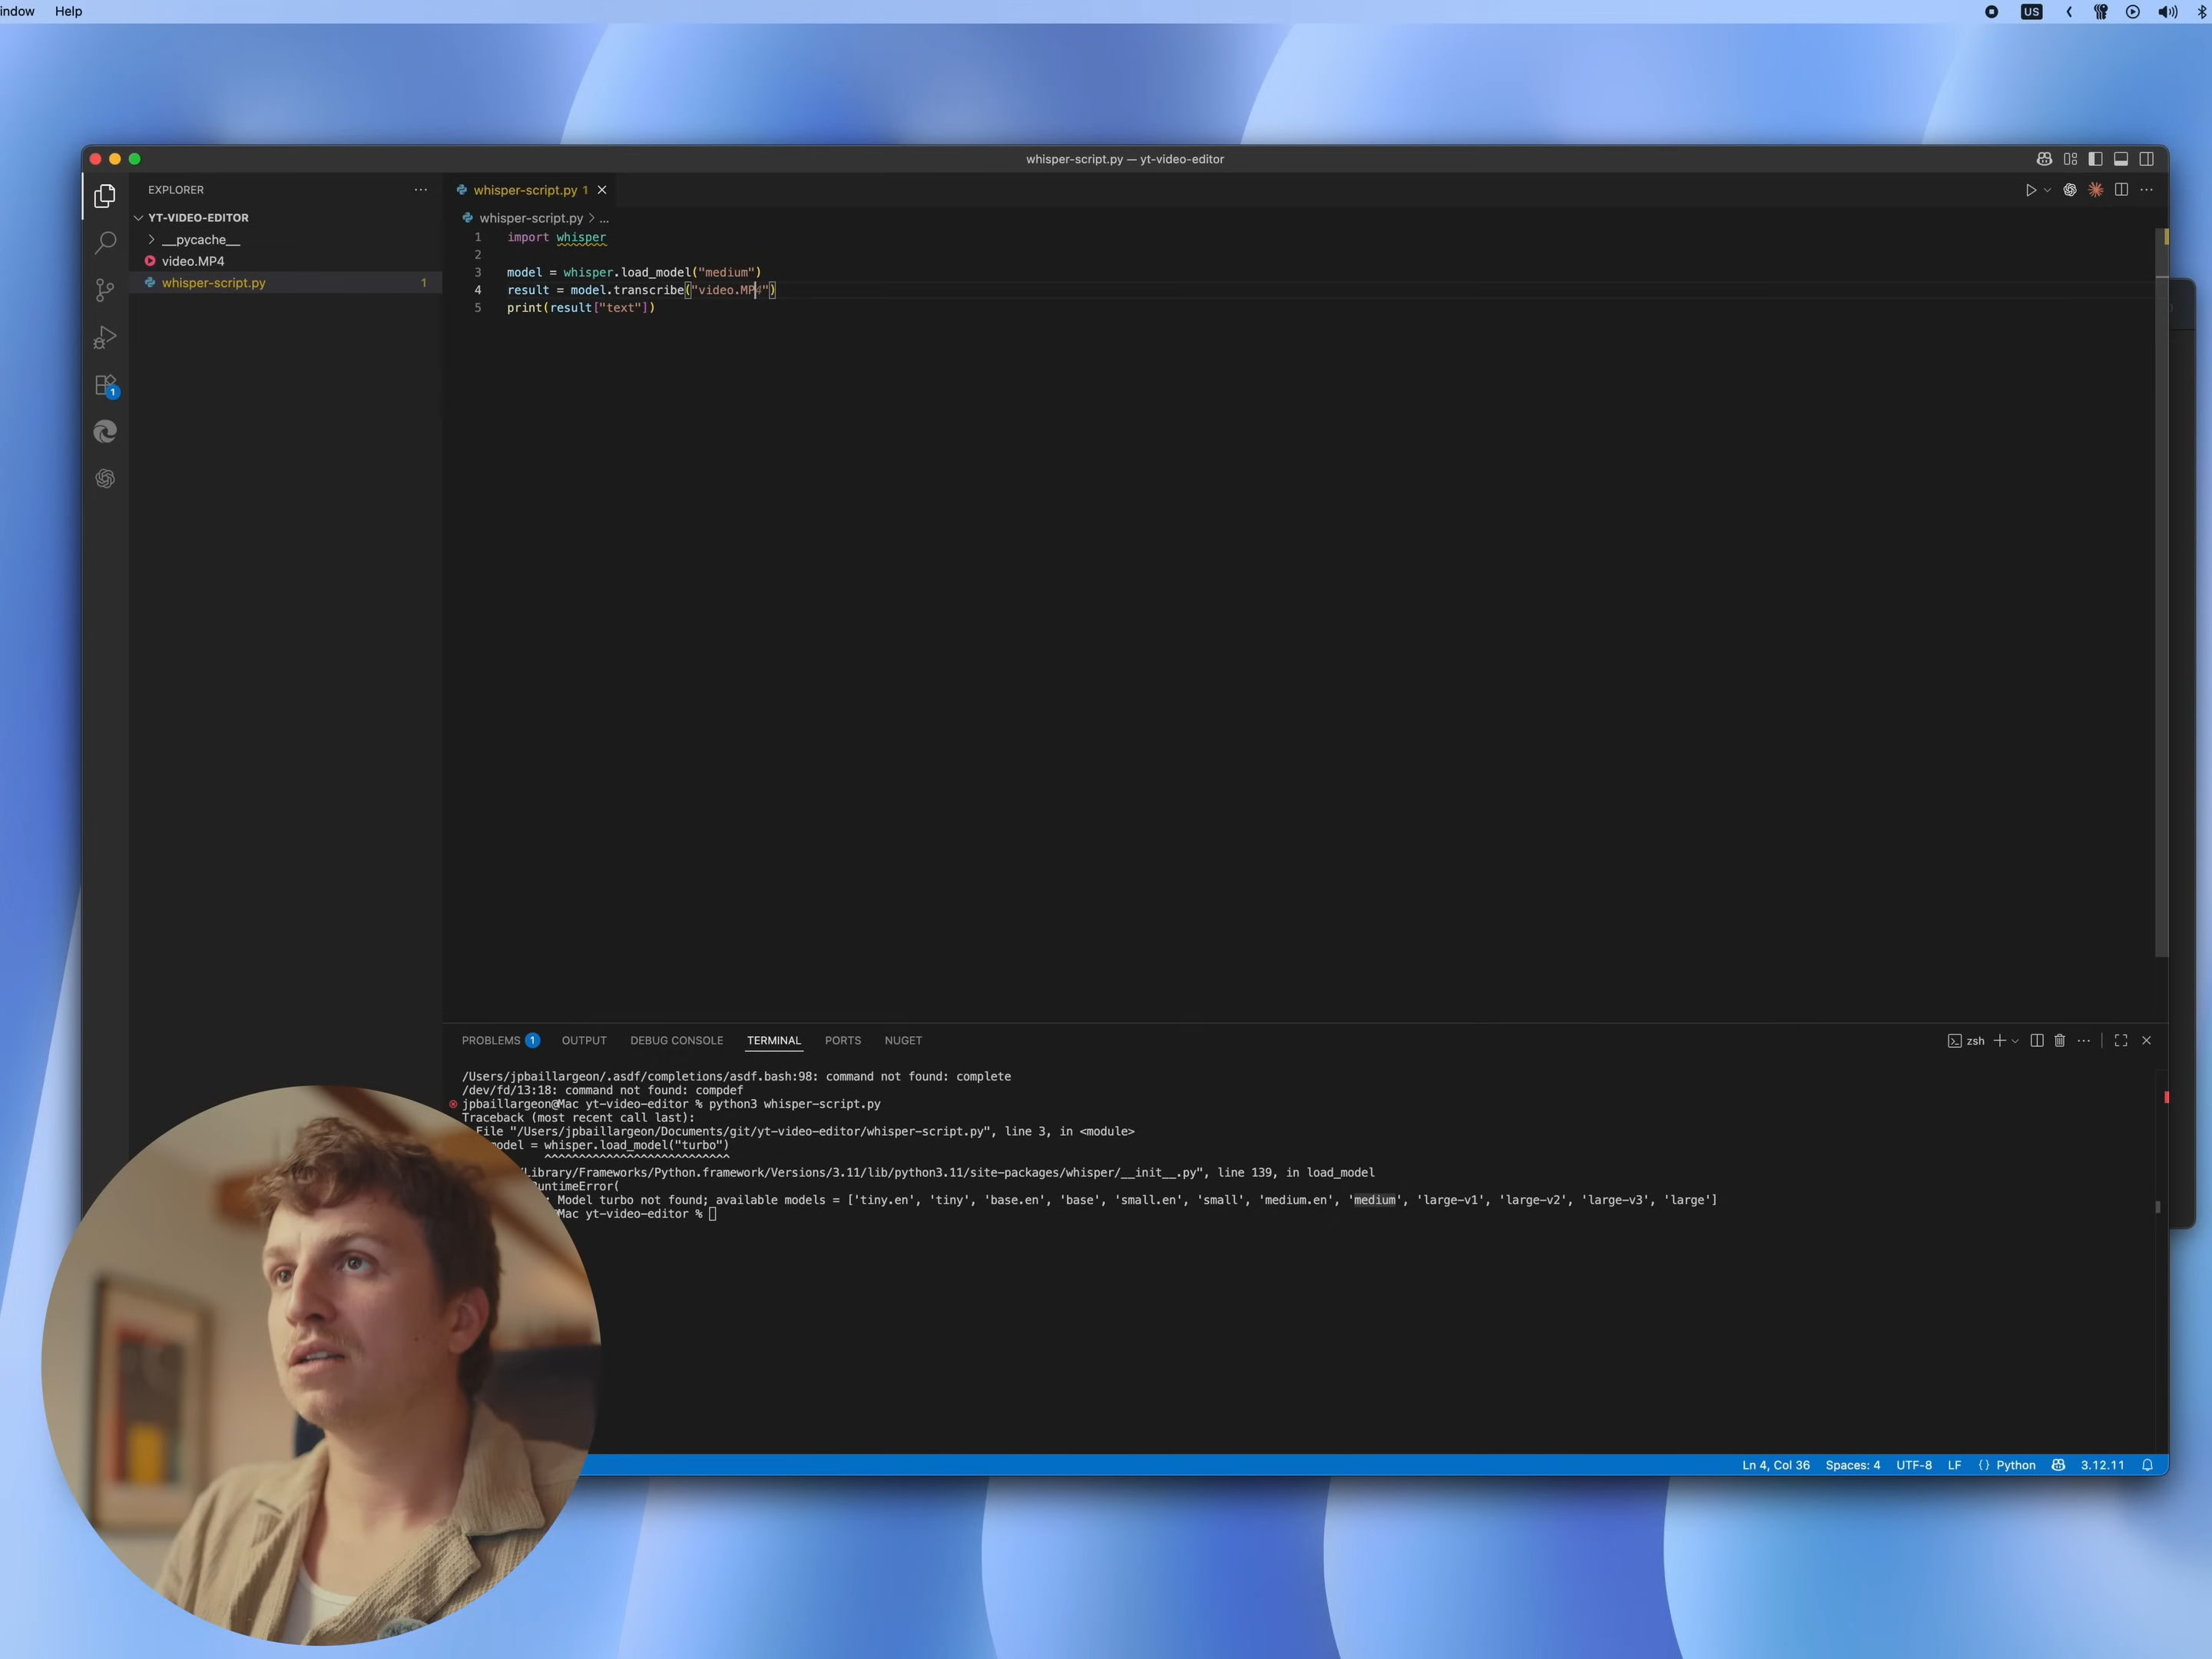 indow Help US
whisper-script.py — yt-video-editor
EXPLORER
whisper-script.py 1
YT-VIDEO-EDITOR
whisper-script.py > ...
__pycache__
video.MP4
whisper-script.py 1
1 import whisper
2
3 model = whisper.load_model("medium")
4 result = model.transcribe("video.MP4")
5 print(result["text"])
1
PROBLEMS 1 OUTPUT DEBUG CONSOLE TERMINAL PORTS NUGET zsh
/Users/jpbaillargeon/.asdf/completions/asdf.bash:98: command not found: complete
/dev/fd/13:18: command not found: compdef
jpbaillargeon@Mac yt-video-editor % python3 whisper-script.py
Traceback (most recent call last):
File "/Users/jpbaillargeon/Documents/git/yt-video-editor/whisper-script.py", line 3, in <module>
model = whisper.load_model("turbo")
^^^^^^^^^^^^^^^^^^^^^^^^^^
Library/Frameworks/Python.framework/Versions/3.11/lib/python3.11/site-packages/whisper/__init__.py", line 139, in load_model
untimeError(
: Model turbo not found; available models = ['tiny.en', 'tiny', 'base.en', 'base', 'small.en', 'small', 'medium.en', 'medium', 'large-v1', 'large-v2', 'large-v3', 'large']
@Mac yt-video-editor %
Ln 4, Col 36 Spaces: 4 UTF-8 LF {} Python 3.12.11